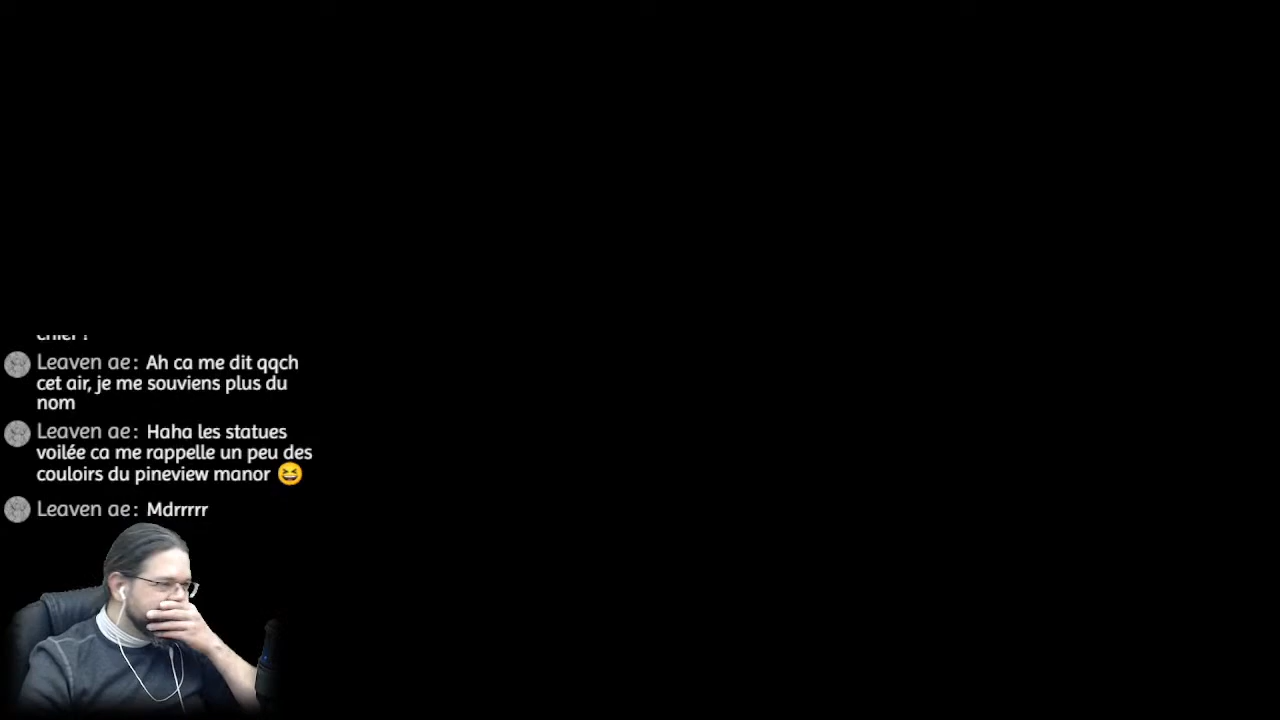 chier !
Leaven ae: Ah ca me dit qqch
cet air, je me souviens plus du
nom
Leaven ae: Haha les statues
voilée ca me rappelle un peu des
couloirs du pineview manor 😆
Leaven ae: Mdrrrrr